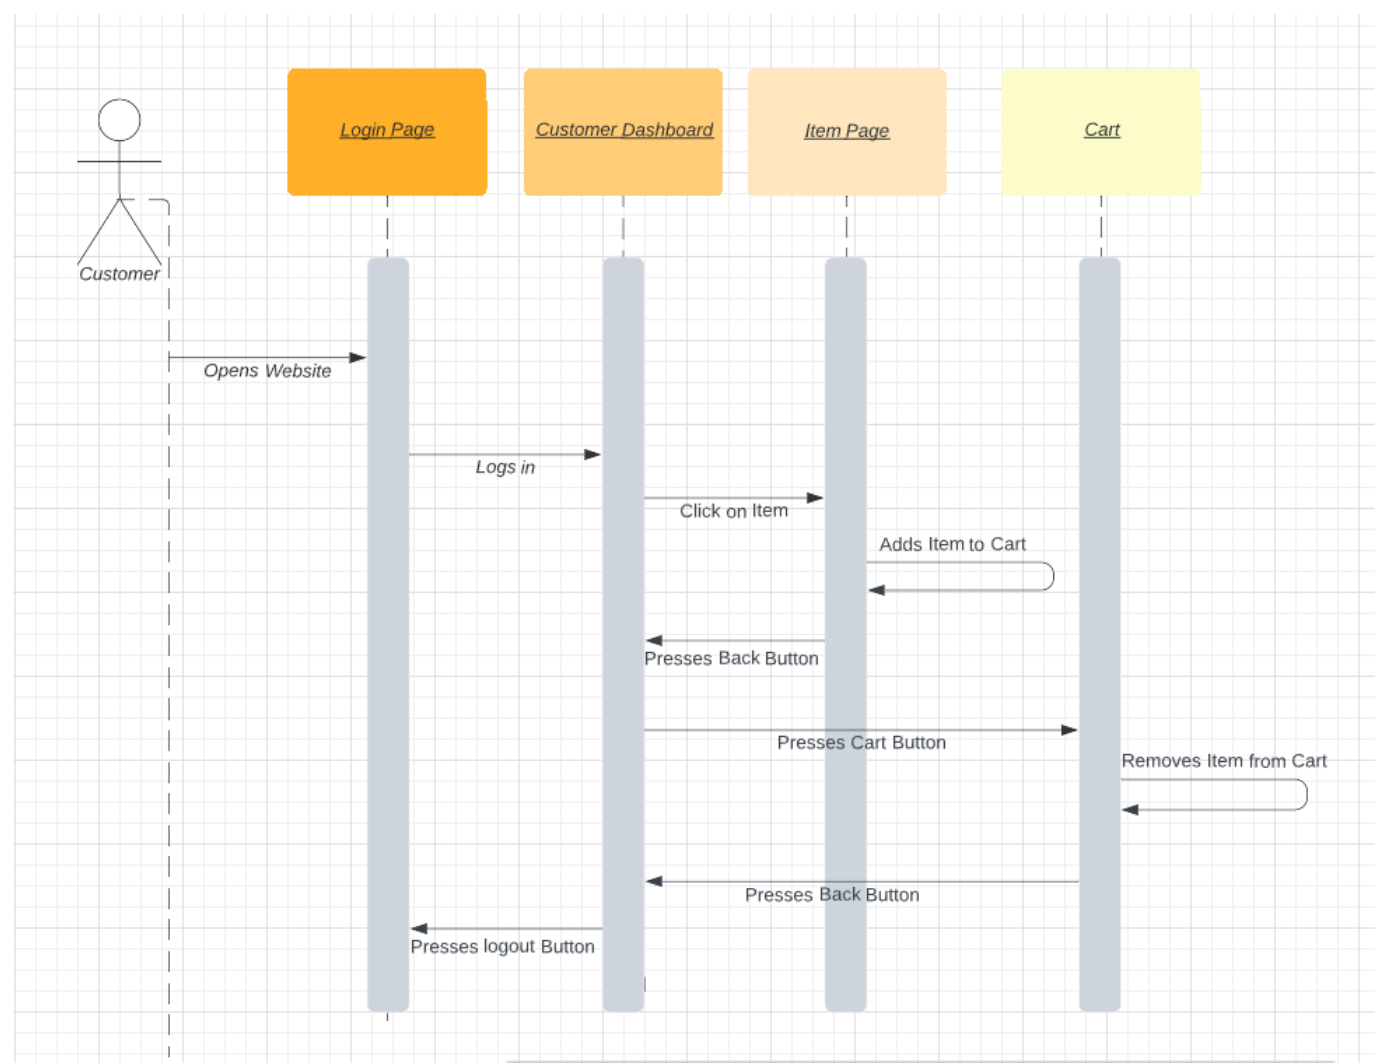 Login Page
Customer Dashboard
Item Page
Cart
Customer
Opens Website
Logs in
Click on Item
Adds Item to Cart
Presses Back Button
Presses Cart Button
Removes Item from Cart
Presses Back Button
Presses logout Button